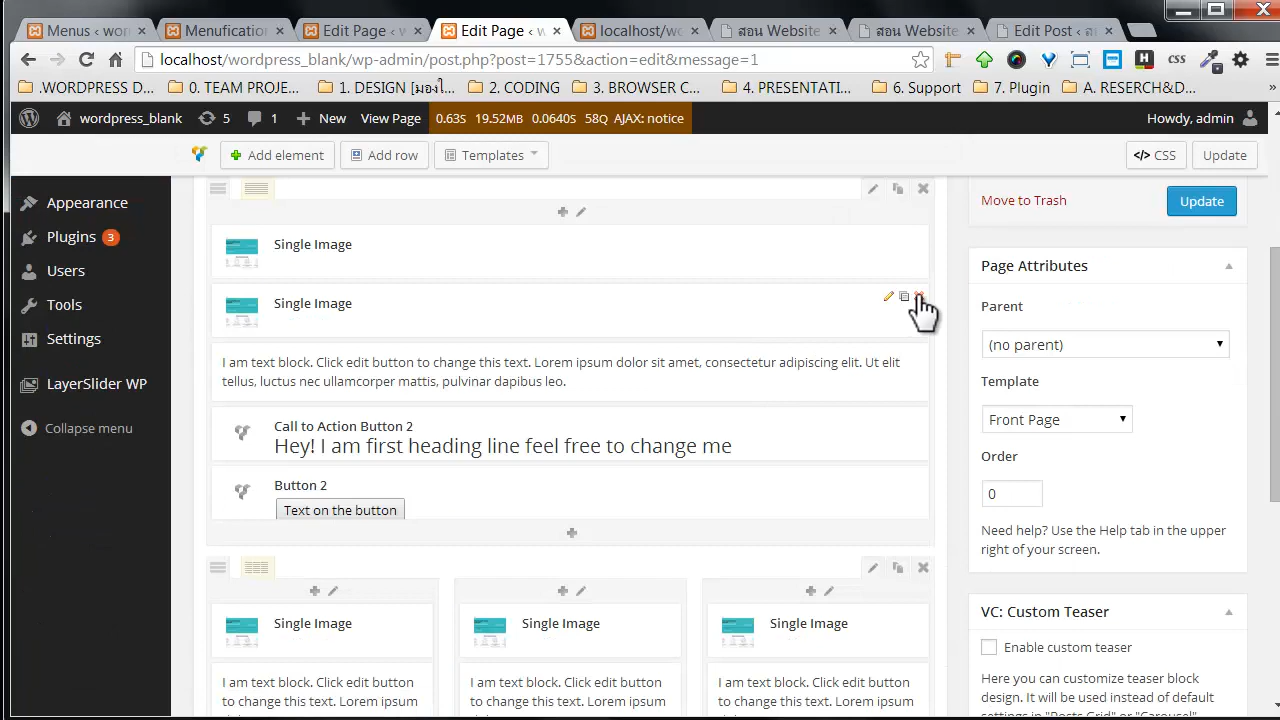 Menus ‹ wor
Menufication
Edit Page ‹ w
Edit Page ‹ w
localhost/wo
สอน Website
สอน Website
Edit Post ‹ ส
localhost/wordpress_blank/wp-admin/post.php?post=1755&action=edit&message=1
CSS
.WORDPRESS D...
0. TEAM PROJE...
1. DESIGN [มองโ...
2. CODING
3. BROWSER C...
4. PRESENTATI...
6. Support
7. Plugin
A. RESERCH&D...
»
wordpress_blank
5
1
New
View Page
0.63S 19.52MB 0.0640S 58Q AJAX: notice
Howdy, admin
Add element
Add row
Templates
</> CSS
Update
Appearance
Plugins 3
Users
Tools
Settings
LayerSlider WP
Collapse menu
Single Image
Single Image
I am text block. Click edit button to change this text. Lorem ipsum dolor sit amet, consectetur adipiscing elit. Ut elit
tellus, luctus nec ullamcorper mattis, pulvinar dapibus leo.
Call to Action Button 2
Hey! I am first heading line feel free to change me
Button 2
Text on the button
Single Image
I am text block. Click edit button
to change this text. Lorem ipsum
Single Image
I am text block. Click edit button
to change this text. Lorem ipsum
Single Image
I am text block. Click edit button
to change this text. Lorem ipsum
Move to Trash
Update
Page Attributes
Parent
(no parent)
Template
Front Page
Order
0
Need help? Use the Help tab in the upper
right of your screen.
VC: Custom Teaser
Enable custom teaser
Here you can customize teaser block
design. It will be used instead of default
settings in "Posts Grid" or "Carousel"